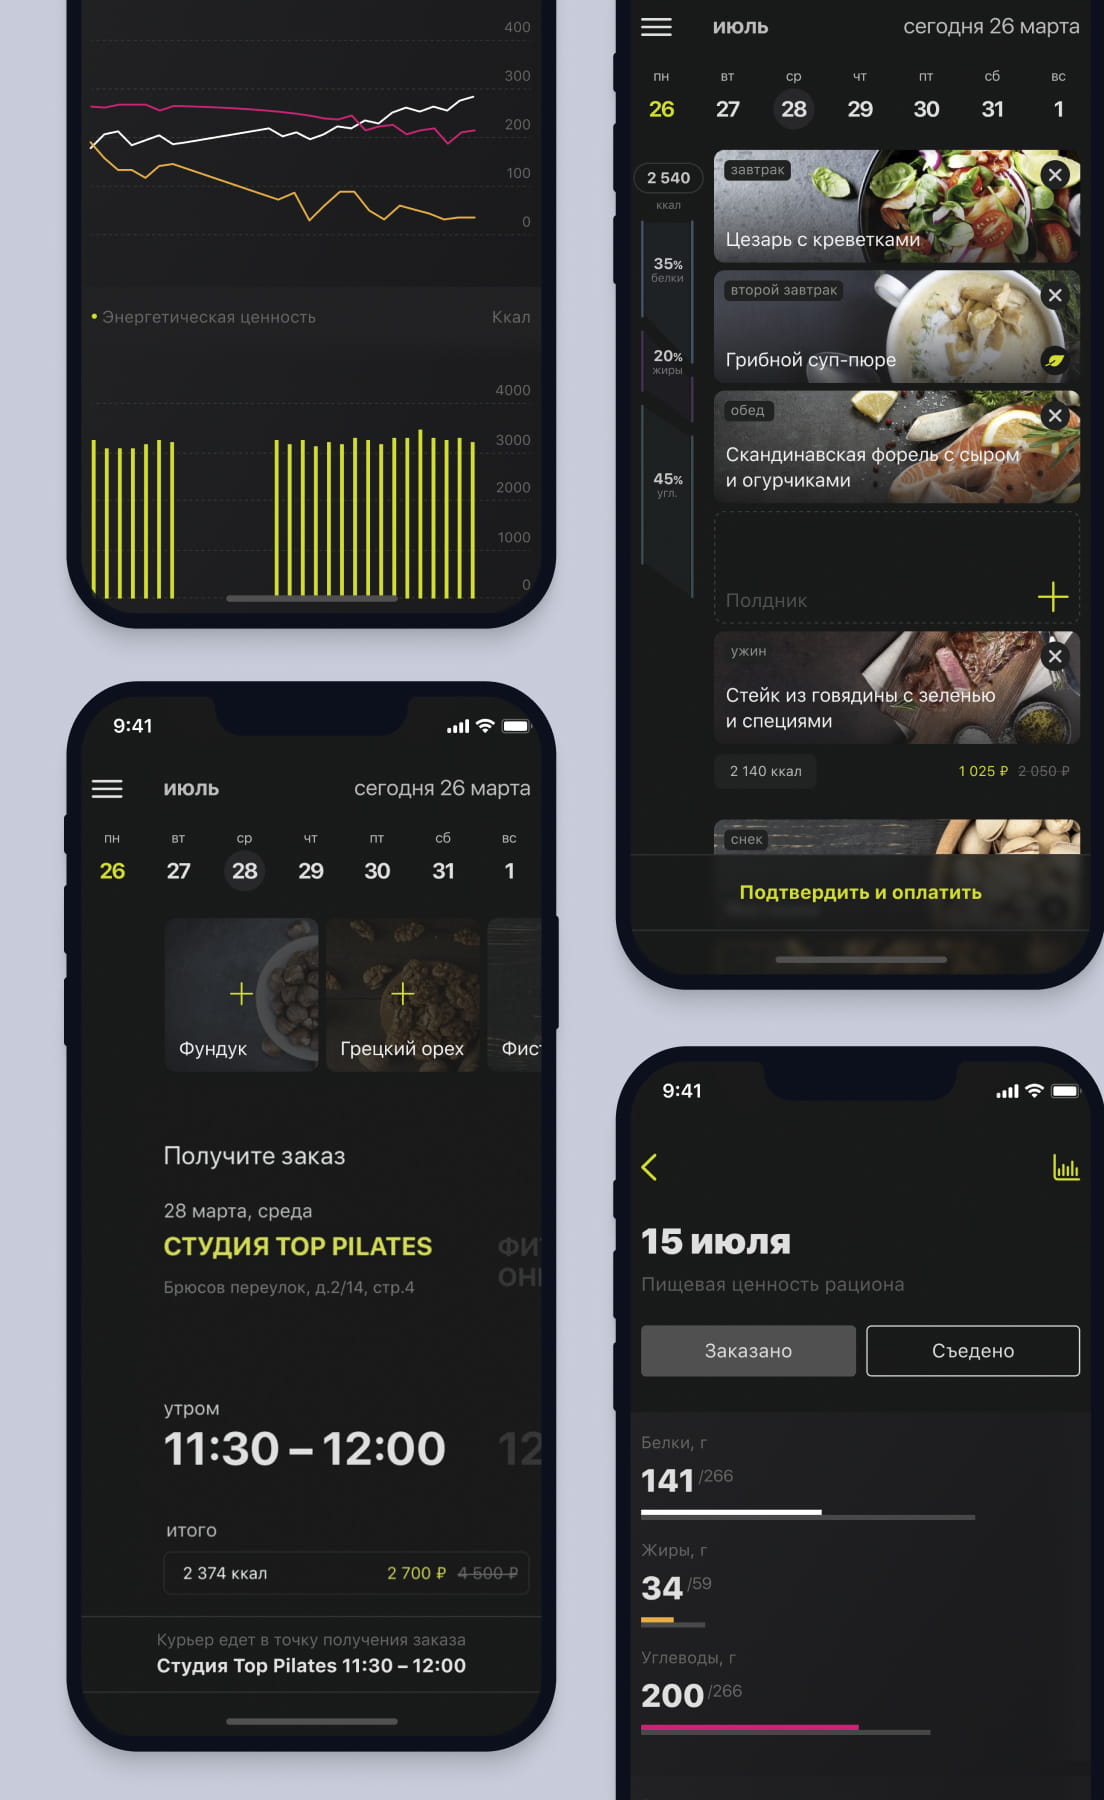 400
300
200
100
0
Энергетическая ценность Ккал
4000
3000
2000
1000
0
9:41
июль сегодня 26 марта
пн вт ср чт пт сб вс
26 27 28 29 30 31 1
Фундук
Грецкий орех
Фист
Получите заказ
28 марта, среда
СТУДИЯ TOP PILATES
ФИ
ОН
Брюсов переулок, д.2/14, стр.4
утром
11:30 – 12:00
12
итого
2 374 ккал 2 700 ₽ 4 500 ₽
Курьер едет в точку получения заказа
Студия Top Pilates 11:30 – 12:00
июль сегодня 26 марта
пн вт ср чт пт сб вс
26 27 28 29 30 31 1
2 540
ккал
35%
белки
20%
жиры
45%
угл.
завтрак
Цезарь с креветками
второй завтрак
Грибной суп-пюре
обед
Скандинавская форель с сыром
и огурчиками
Полдник
ужин
Стейк из говядины с зеленью
и специями
2 140 ккал 1 025 ₽ 2 050 ₽
снек
Подтвердить и оплатить
9:41
15 июля
Пищевая ценность рациона
Заказано Съедено
Белки, г
141/266
Жиры, г
34/59
Углеводы, г
200/266